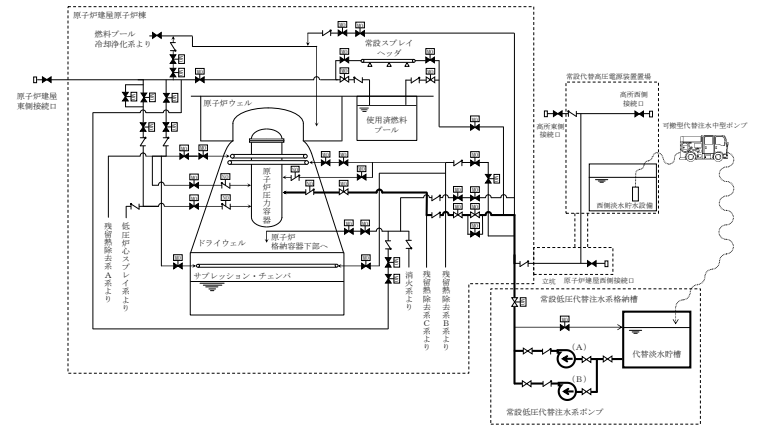 原子炉建屋原子炉棟
燃料プール
冷却浄化系より
常設スプレイ
ヘッダ
原子炉建屋
東側接続口
原子炉ウェル
使用済燃料
プール
常設代替高圧電源装置置場
高所西側
接続口
高所東側
接続口
可搬型代替注水中型ポンプ
西側淡水貯水設備
原子炉圧力容器
ドライウェル
原子炉
格納容器下部へ
サプレッション・チェンバ
残留熱除去系A系より
低圧炉心スプレイ系より
消火系より
残留熱除去系C系より
残留熱除去系B系より
立坑
原子炉建屋西側接続口
常設低圧代替注水系格納槽
代替淡水貯槽
(A)
(B)
常設低圧代替注水系ポンプ